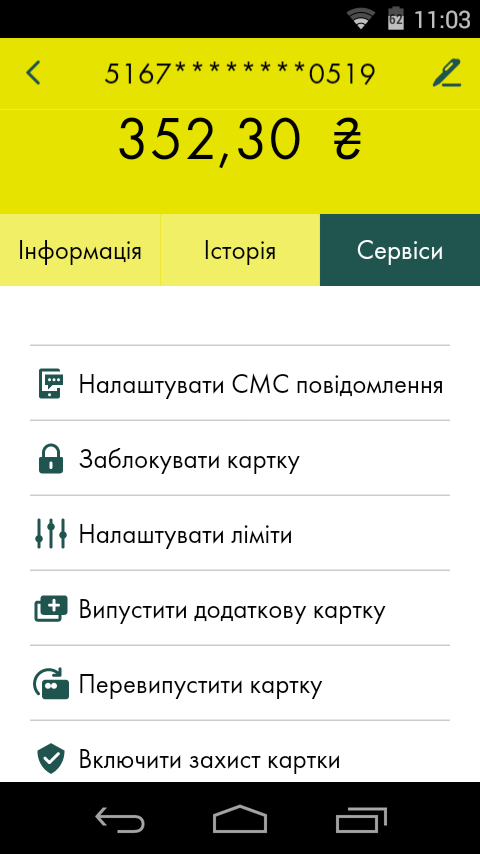 62 11:03
5167********0519
352,30 ₴
Інформація Історія Сервіси
Налаштувати СМС повідомлення
Заблокувати картку
Налаштувати ліміти
Випустити додаткову картку
Перевипустити картку
Включити захист картки